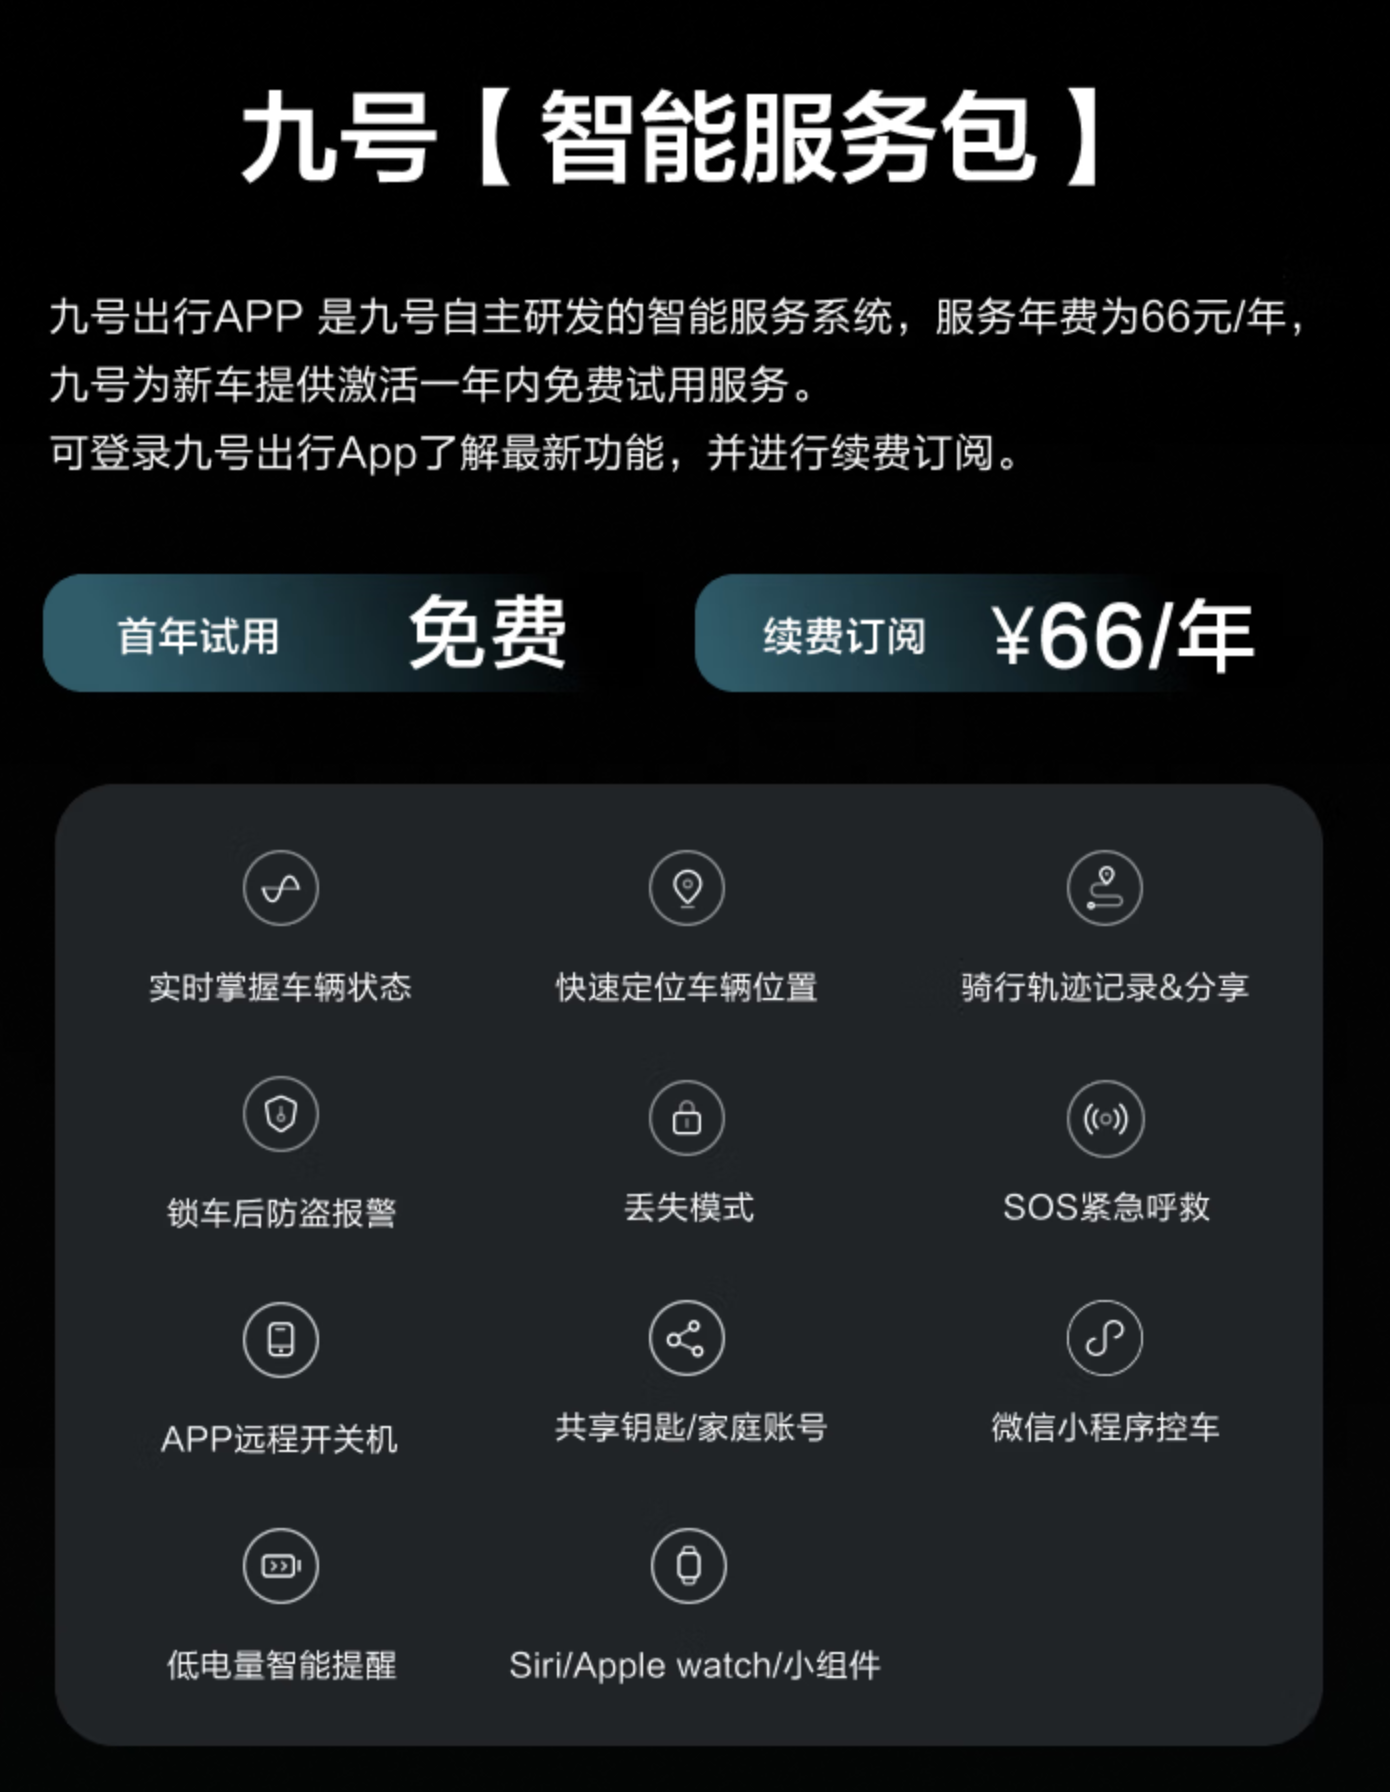 九号【智能服务包】
九号出行APP 是九号自主研发的智能服务系统，服务年费为66元/年，
九号为新车提供激活一年内免费试用服务。
可登录九号出行App了解最新功能，并进行续费订阅。
首年试用 免费
续费订阅 ¥66/年
实时掌握车辆状态
快速定位车辆位置
骑行轨迹记录&分享
锁车后防盗报警
丢失模式
SOS紧急呼救
APP远程开关机
共享钥匙/家庭账号
微信小程序控车
低电量智能提醒
Siri/Apple watch/小组件